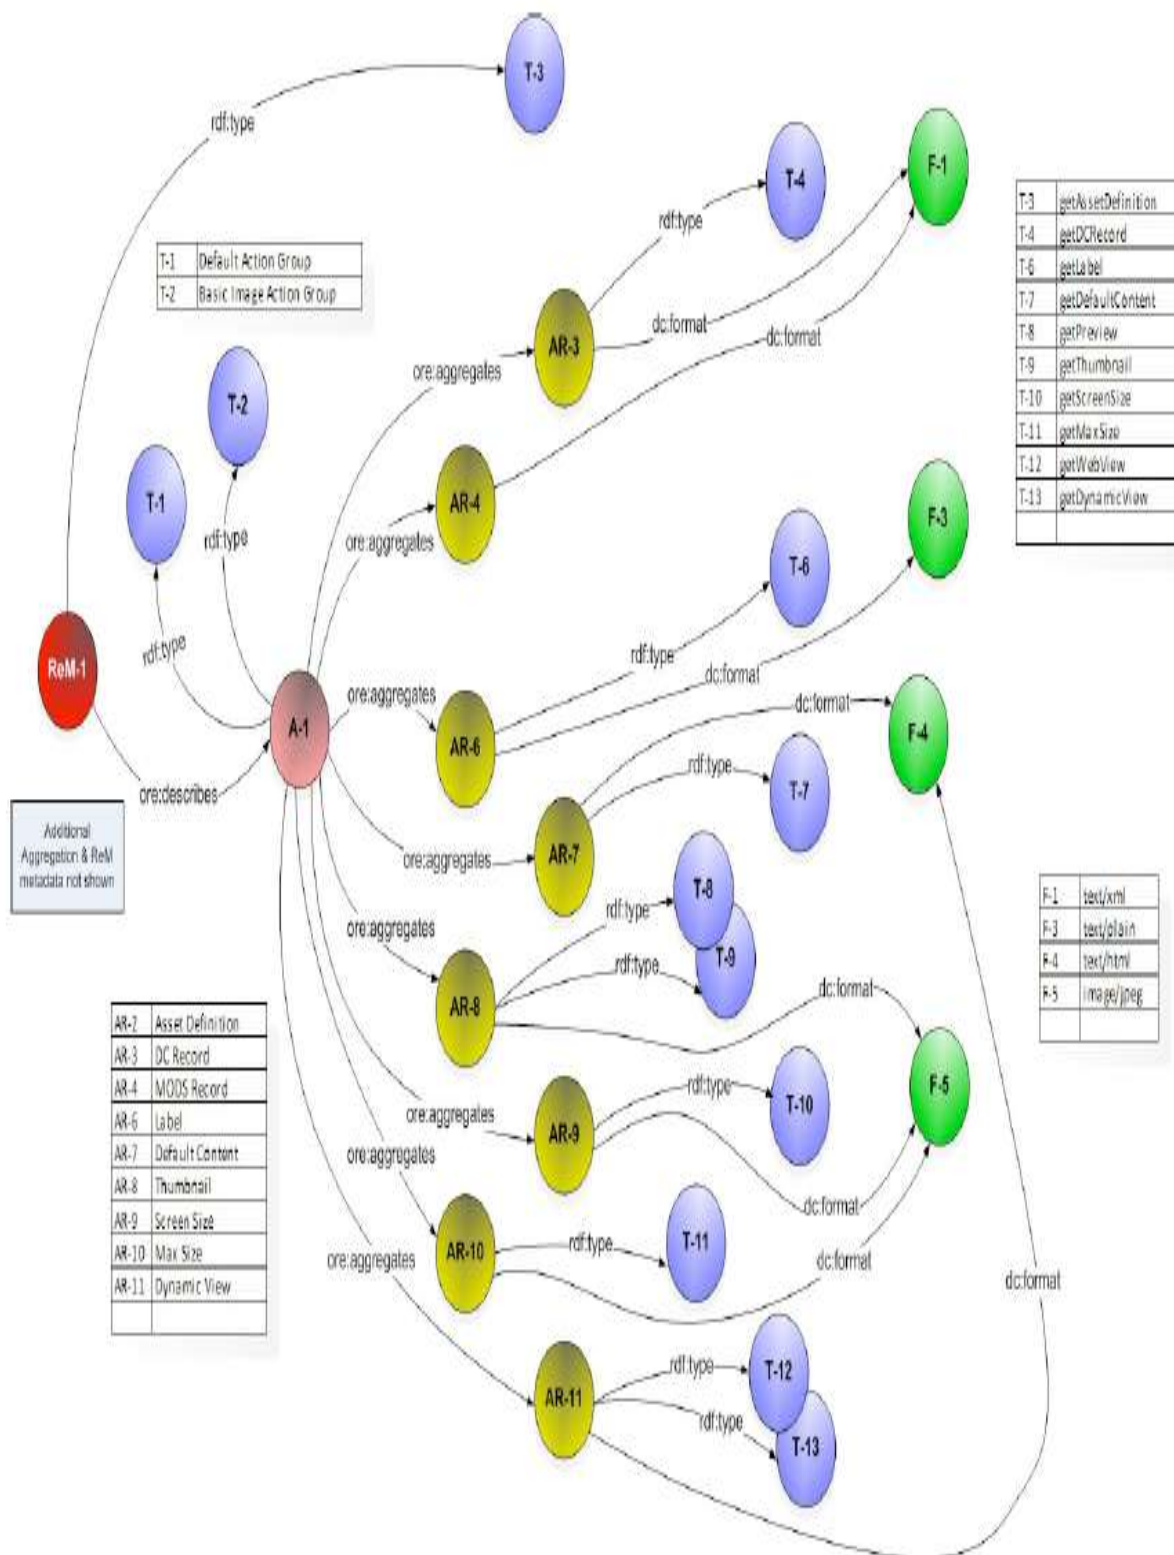 T-3
rdf:type
T-4
F-1
rdf:type
T-3 getAssetDefinition
T-4 getDCRecord
T-6 getLabel
T-7 getDefaultContent
T-8 getPreview
T-9 getThumbnail
T-10 getScreenSize
T-11 getMaxSize
T-12 getWebView
T-13 getDynamicView
T-1 Default Action Group
T-2 Basic Image Action Group
dc:format
dc:format
AR-3
ore:aggregates
T-2
AR-4
T-1
rdf:type
ore:aggregates
F-3
T-6
rdf:type
ReM-1
rdf:type
dc:format
ore:aggregates
A-1
AR-6
dc:format
F-4
rdf:type
T-7
ore:describes
ore:aggregates
AR-7
Additional
Aggregation & ReM
metadata not shown
T-8
rdf:type
ore:aggregates
T-9
rdf:type
AR-8
dc:format
F-1 text/xml
F-3 text/plain
F-4 text/html
F-5 image/jpeg
AR-2 Asset Definition
AR-3 DC Record
AR-4 MODS Record
AR-6 Label
AR-7 Default Content
AR-8 Thumbnail
AR-9 Screen Size
AR-10 Max Size
AR-11 Dynamic View
rdf:type
F-5
T-10
ore:aggregates
AR-9
ore:aggregates
dc:format
T-11
rdf:type
AR-10
ore:aggregates
dc:format
dc:format
rdf:type
T-12
AR-11
rdf:type
T-13